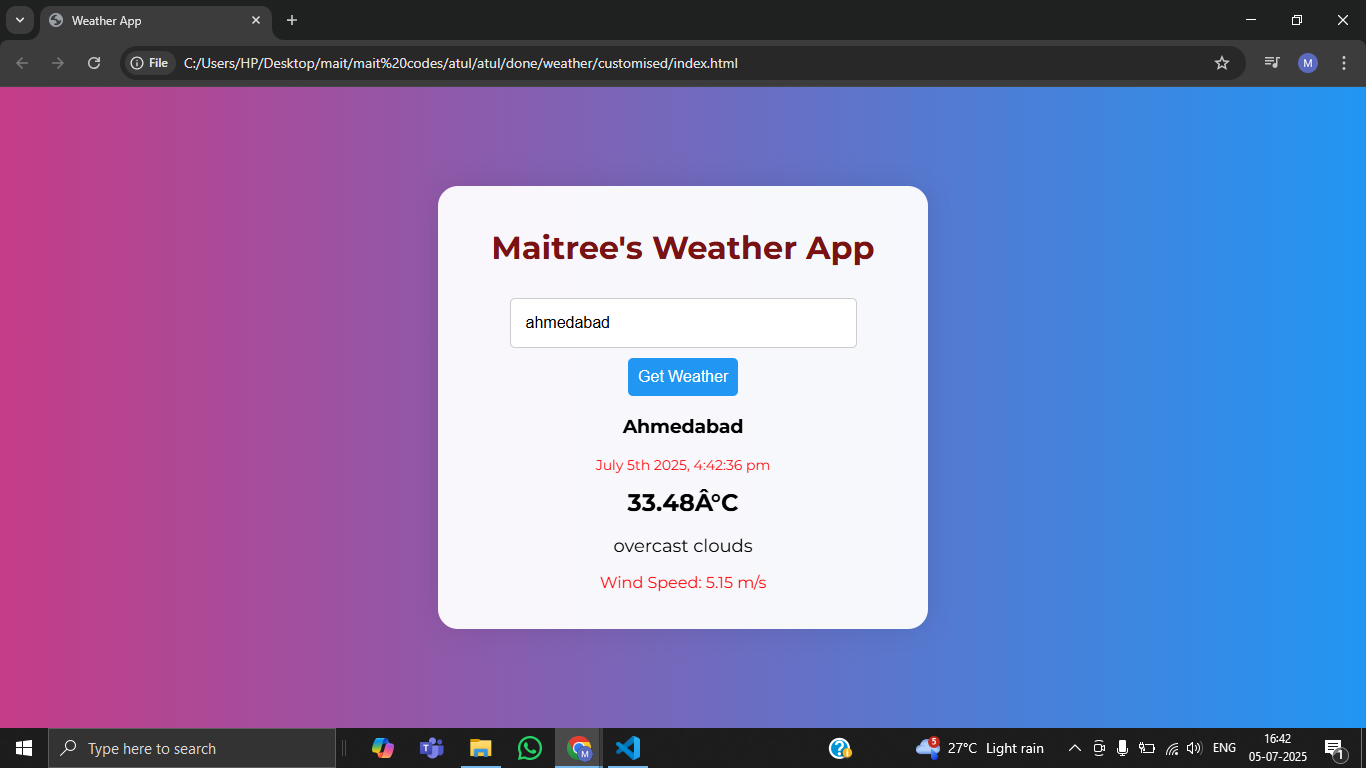 Weather App
File
C:/Users/HP/Desktop/mait/mait%20codes/atul/atul/done/weather/customised/index.html
M
Maitree's Weather App
ahmedabad
Get Weather
Ahmedabad
July 5th 2025, 4:42:36 pm
33.48Â°C
overcast clouds
Wind Speed: 5.15 m/s
Type here to search
M
5
27°C Light rain
ENG
16:42
05-07-2025
1